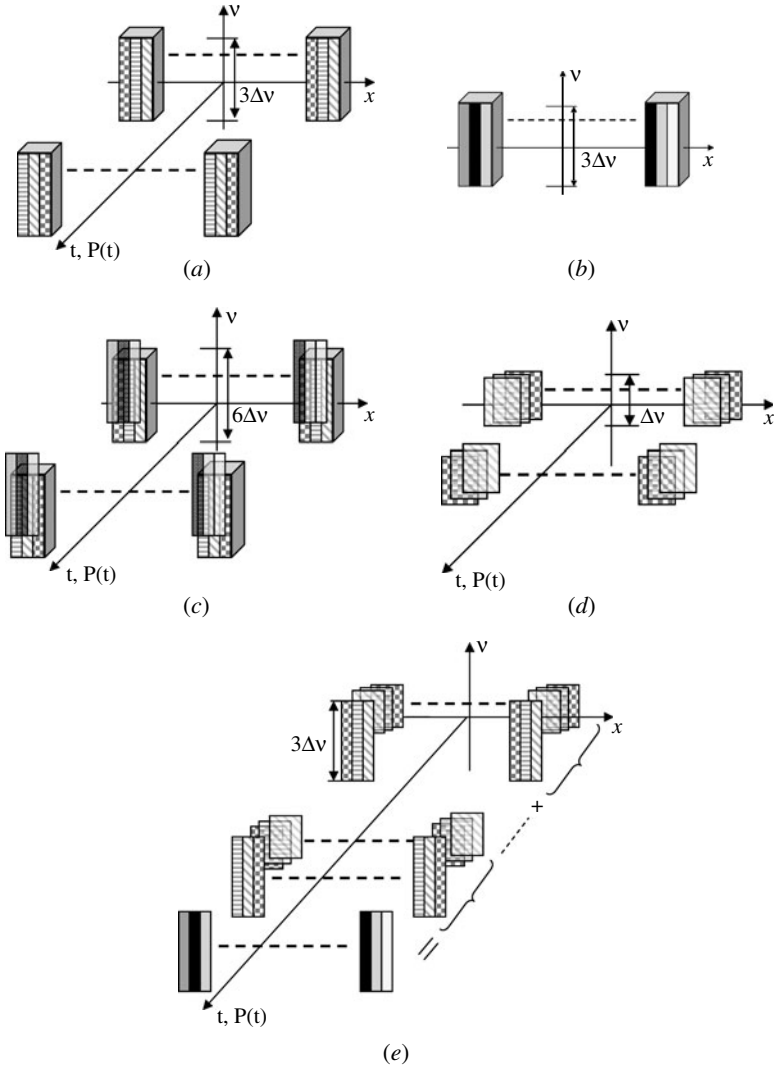 ν
x
3Δν
t, P(t)
(a)
ν
x
3Δν
(b)
ν
x
6Δν
t, P(t)
(c)
ν
x
Δν
t, P(t)
(d)
ν
x
3Δν
+
=
t, P(t)
(e)